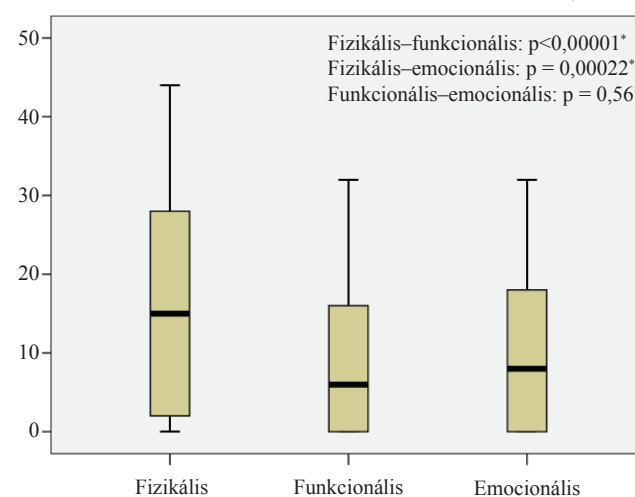 Fizikális–funkcionális: p<0,00001*
Fizikális–emocionális: p = 0,00022*
Funkcionális–emocionális: p = 0,56
50
40
30
20
10
0
Fizikális Funkcionális Emocionális